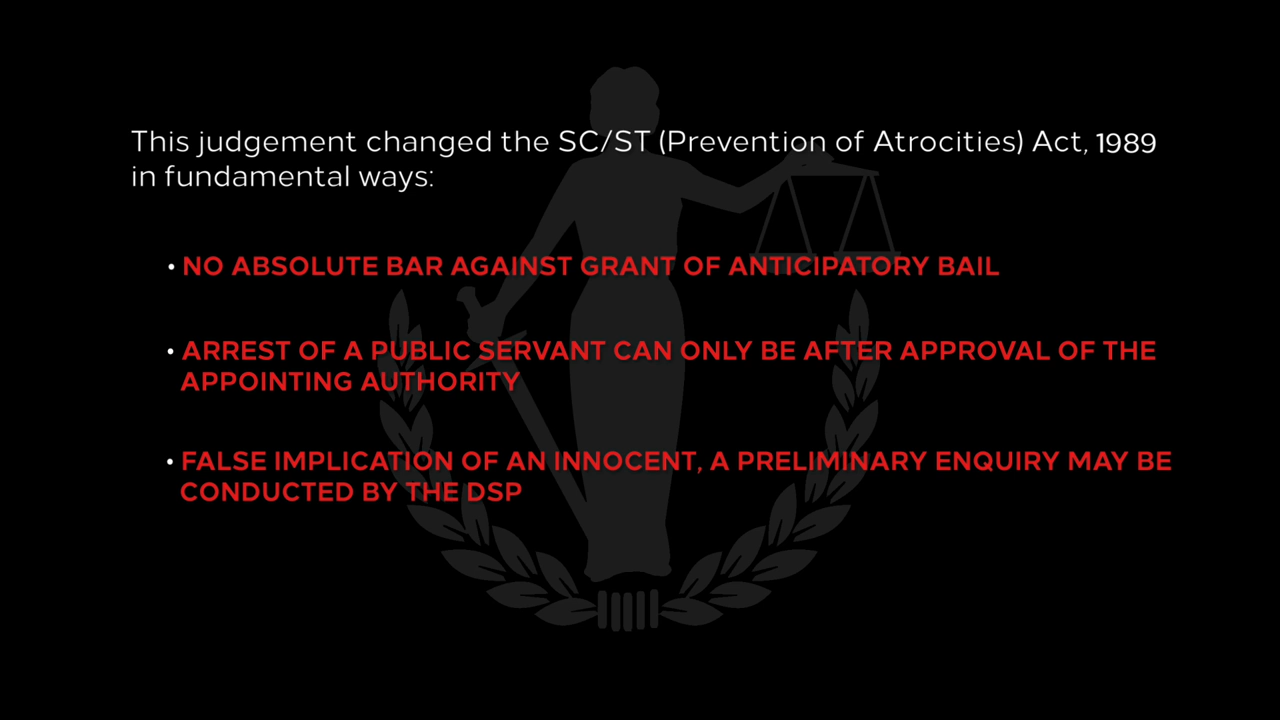 This judgement changed the SC/ST (Prevention of Atrocities) Act, 1989
in fundamental ways:
• NO ABSOLUTE BAR AGAINST GRANT OF ANTICIPATORY BAIL
• ARREST OF A PUBLIC SERVANT CAN ONLY BE AFTER APPROVAL OF THE
APPOINTING AUTHORITY
• FALSE IMPLICATION OF AN INNOCENT, A PRELIMINARY ENQUIRY MAY BE
CONDUCTED BY THE DSP